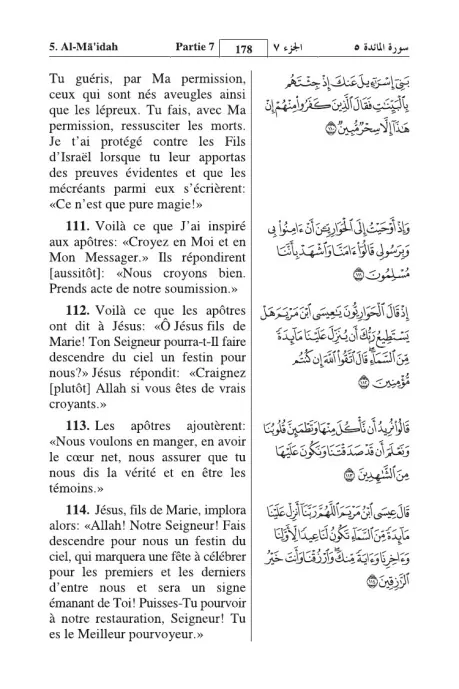 5. Al-Mā'idah Partie 7 178 الجزء ٧ سورة المائدة ٥
Tu guéris, par Ma permission,
ceux qui sont nés aveugles ainsi
que les lépreux. Tu fais, avec Ma
permission, ressusciter les morts.
Je t'ai protégé contre les Fils
d'Israël lorsque tu leur apportas
des preuves évidentes et que les
mécréants parmi eux s'écrièrent:
«Ce n'est que pure magie!»
111. Voilà ce que J'ai inspiré
aux apôtres: «Croyez en Moi et en
Mon Messager.» Ils répondirent
[aussitôt]: «Nous croyons bien.
Prends acte de notre soumission.»
112. Voilà ce que les apôtres
ont dit à Jésus: «Ô Jésus fils de
Marie! Ton Seigneur pourra-t-Il faire
descendre du ciel un festin pour
nous?» Jésus répondit: «Craignez
[plutôt] Allah si vous êtes de vrais
croyants.»
113. Les apôtres ajoutèrent:
«Nous voulons en manger, en avoir
le cœur net, nous assurer que tu
nous dis la vérité et en être les
témoins.»
114. Jésus, fils de Marie, implora
alors: «Allah! Notre Seigneur! Fais
descendre pour nous un festin du
ciel, qui marquera une fête à célébrer
pour les premiers et les derniers
d'entre nous et sera un signe
émanant de Toi! Puisses-Tu pourvoir
à notre restauration, Seigneur! Tu
es le Meilleur pourvoyeur.»
بَنِىٓ إِسْرَٰٓءِيلَ عَنكَ إِذْ جِئْتَهُم
بِٱلْبَيِّنَٰتِ فَقَالَ ٱلَّذِينَ كَفَرُوا۟ مِنْهُمْ إِنْ
هَٰذَآ إِلَّا سِحْرٌ مُّبِينٌ ١١٠
وَإِذْ أَوْحَيْتُ إِلَى ٱلْحَوَارِيِّـۧنَ أَنْ ءَامِنُوا۟ بِى
وَبِرَسُولِى قَالُوٓا۟ ءَامَنَّا وَٱشْهَدْ بِأَنَّنَا
مُسْلِمُونَ ١١١
إِذْ قَالَ ٱلْحَوَارِيُّونَ يَٰعِيسَى ٱبْنَ مَرْيَمَ هَلْ
يَسْتَطِيعُ رَبُّكَ أَن يُنَزِّلَ عَلَيْنَا مَآئِدَةً
مِّنَ ٱلسَّمَآءِ ۖ قَالَ ٱتَّقُوا۟ ٱللَّهَ إِن كُنتُم
مُّؤْمِنِينَ ١١٢
قَالُوا۟ نُرِيدُ أَن نَّأْكُلَ مِنْهَا وَتَطْمَئِنَّ قُلُوبُنَا
وَنَعْلَمَ أَن قَدْ صَدَقْتَنَا وَنَكُونَ عَلَيْهَا
مِنَ ٱلشَّٰهِدِينَ ١١٣
قَالَ عِيسَى ٱبْنُ مَرْيَمَ ٱللَّهُمَّ رَبَّنَآ أَنزِلْ عَلَيْنَا
مَآئِدَةً مِّنَ ٱلسَّمَآءِ تَكُونُ لَنَا عِيدًا لِّأَوَّلِنَا
وَءَاخِرِنَا وَءَايَةً مِّنكَ ۖ وَٱرْزُقْنَا وَأَنتَ خَيْرُ
ٱلرَّٰزِقِينَ ١١٤